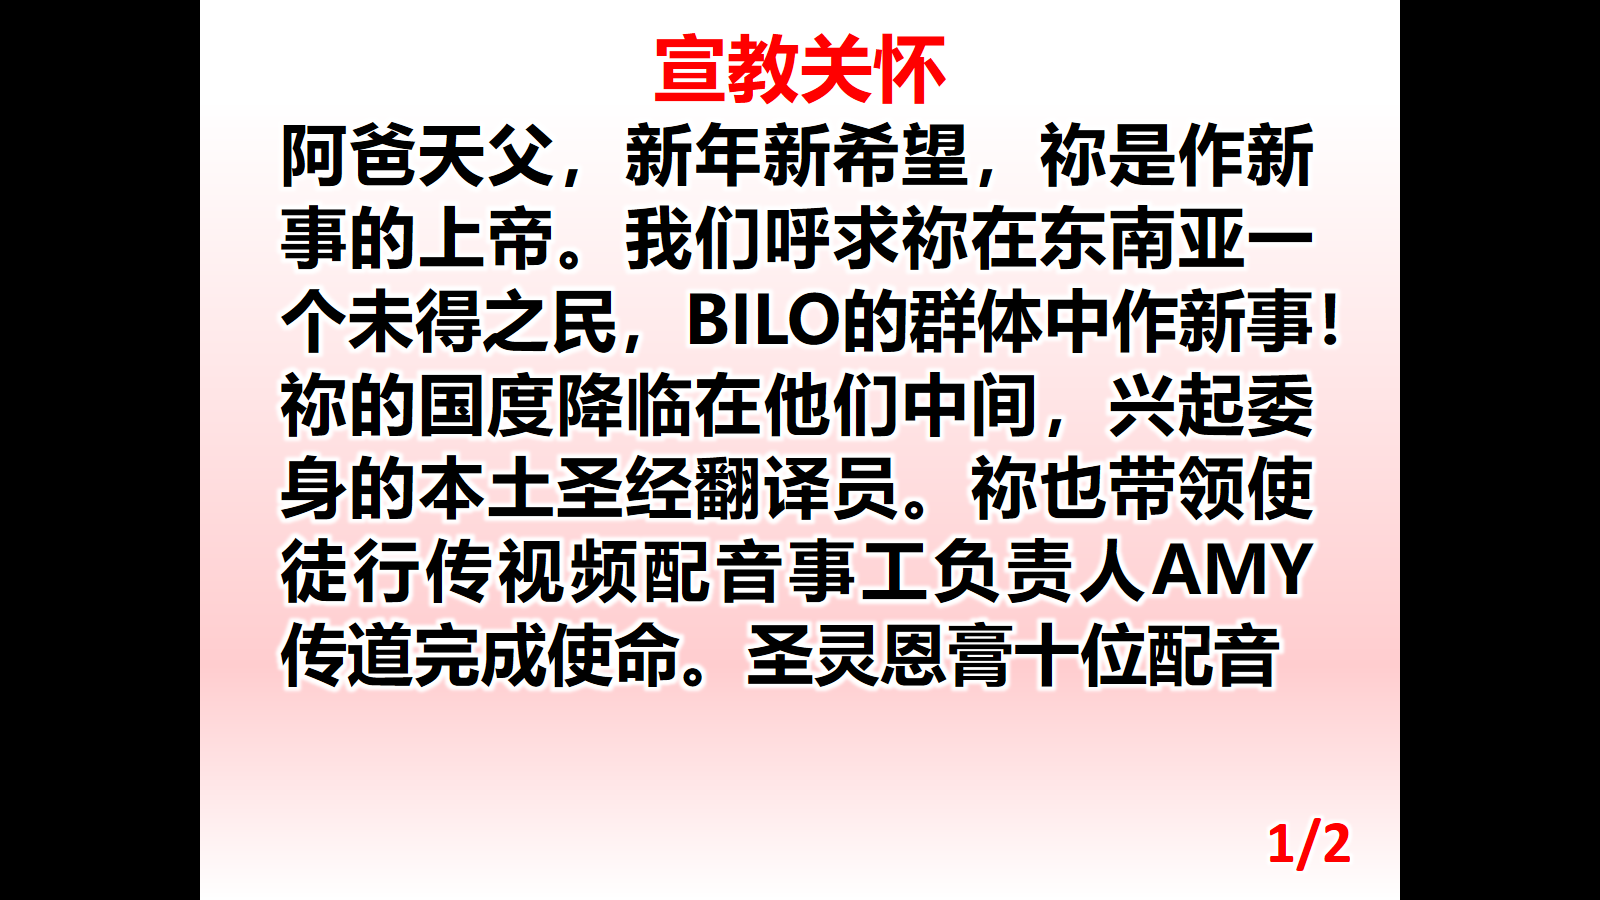 宣教关怀
阿爸天父，新年新希望，祢是作新
事的上帝。我们呼求祢在东南亚一
个未得之民，BILO的群体中作新事！
祢的国度降临在他们中间，兴起委
身的本土圣经翻译员。祢也带领使
徒行传视频配音事工负责人AMY
传道完成使命。圣灵恩膏十位配音
1/2